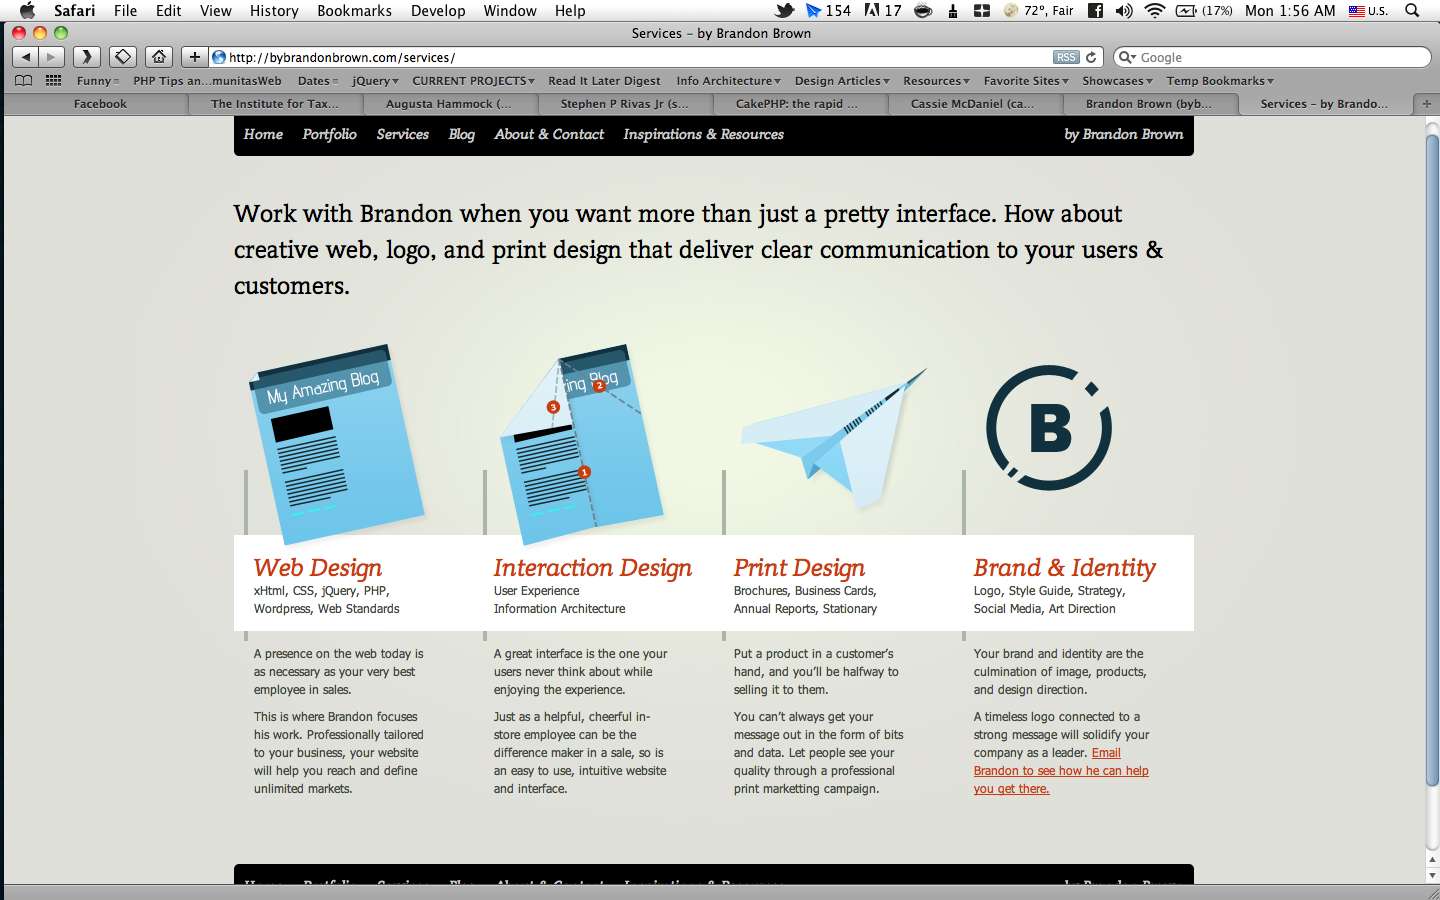 Safari File Edit View History Bookmarks Develop Window Help 154 17 72°, Fair (17%) Mon 1:56 AM U.S.
Services – by Brandon Brown
http://bybrandonbrown.com/services/ RSS Google
Funny PHP Tips an...munitasWeb Dates jQuery CURRENT PROJECTS Read It Later Digest Info Architecture Design Articles Resources Favorite Sites Showcases Temp Bookmarks
Facebook The Institute for Tax... Augusta Hammock (... Stephen P Rivas Jr (s... CakePHP: the rapid ... Cassie McDaniel (ca... Brandon Brown (byb... Services – by Brando...
Home Portfolio Services Blog About & Contact Inspirations & Resources by Brandon Brown
Work with Brandon when you want more than just a pretty interface. How about
creative web, logo, and print design that deliver clear communication to your users &
customers.
My Amazing Blog
zing Blog
2
3
1
B
Web Design
xHtml, CSS, jQuery, PHP,
Wordpress, Web Standards
A presence on the web today is
as necessary as your very best
employee in sales.
This is where Brandon focuses
his work. Professionally tailored
to your business, your website
will help you reach and define
unlimited markets.
Interaction Design
User Experience
Information Architecture
A great interface is the one your
users never think about while
enjoying the experience.
Just as a helpful, cheerful in-
store employee can be the
difference maker in a sale, so is
an easy to use, intuitive website
and interface.
Print Design
Brochures, Business Cards,
Annual Reports, Stationary
Put a product in a customer's
hand, and you'll be halfway to
selling it to them.
You can't always get your
message out in the form of bits
and data. Let people see your
quality through a professional
print marketting campaign.
Brand & Identity
Logo, Style Guide, Strategy,
Social Media, Art Direction
Your brand and identity are the
culmination of image, products,
and design direction.
A timeless logo connected to a
strong message will solidify your
company as a leader. Email
Brandon to see how he can help
you get there.
Home Portfolio Services Blog About & Contact Inspirations & Resources by Brandon Brown